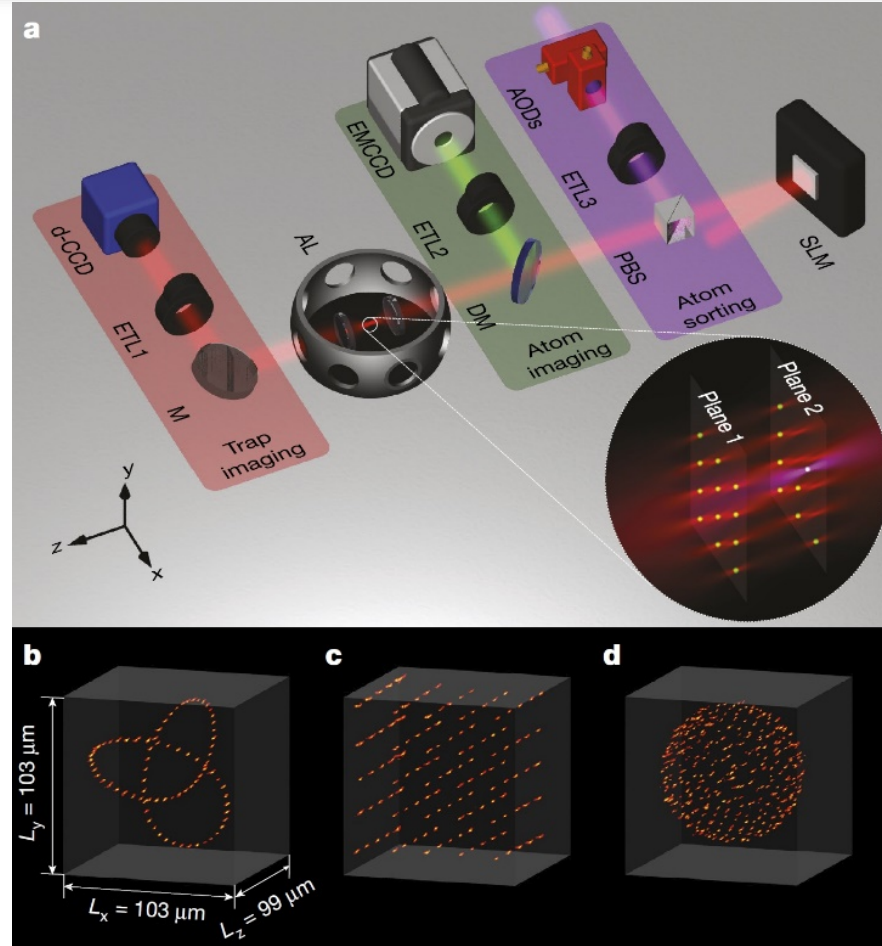 a
d-CCD
ETL1
M
Trap
imaging
AL
EMCCD
ETL2
DM
Atom
imaging
AODs
ETL3
PBS
Atom
sorting
SLM
Plane 1
Plane 2
y
z
x
b
c
d
Ly = 103 μm
Lx = 103 μm
Lz = 99 μm